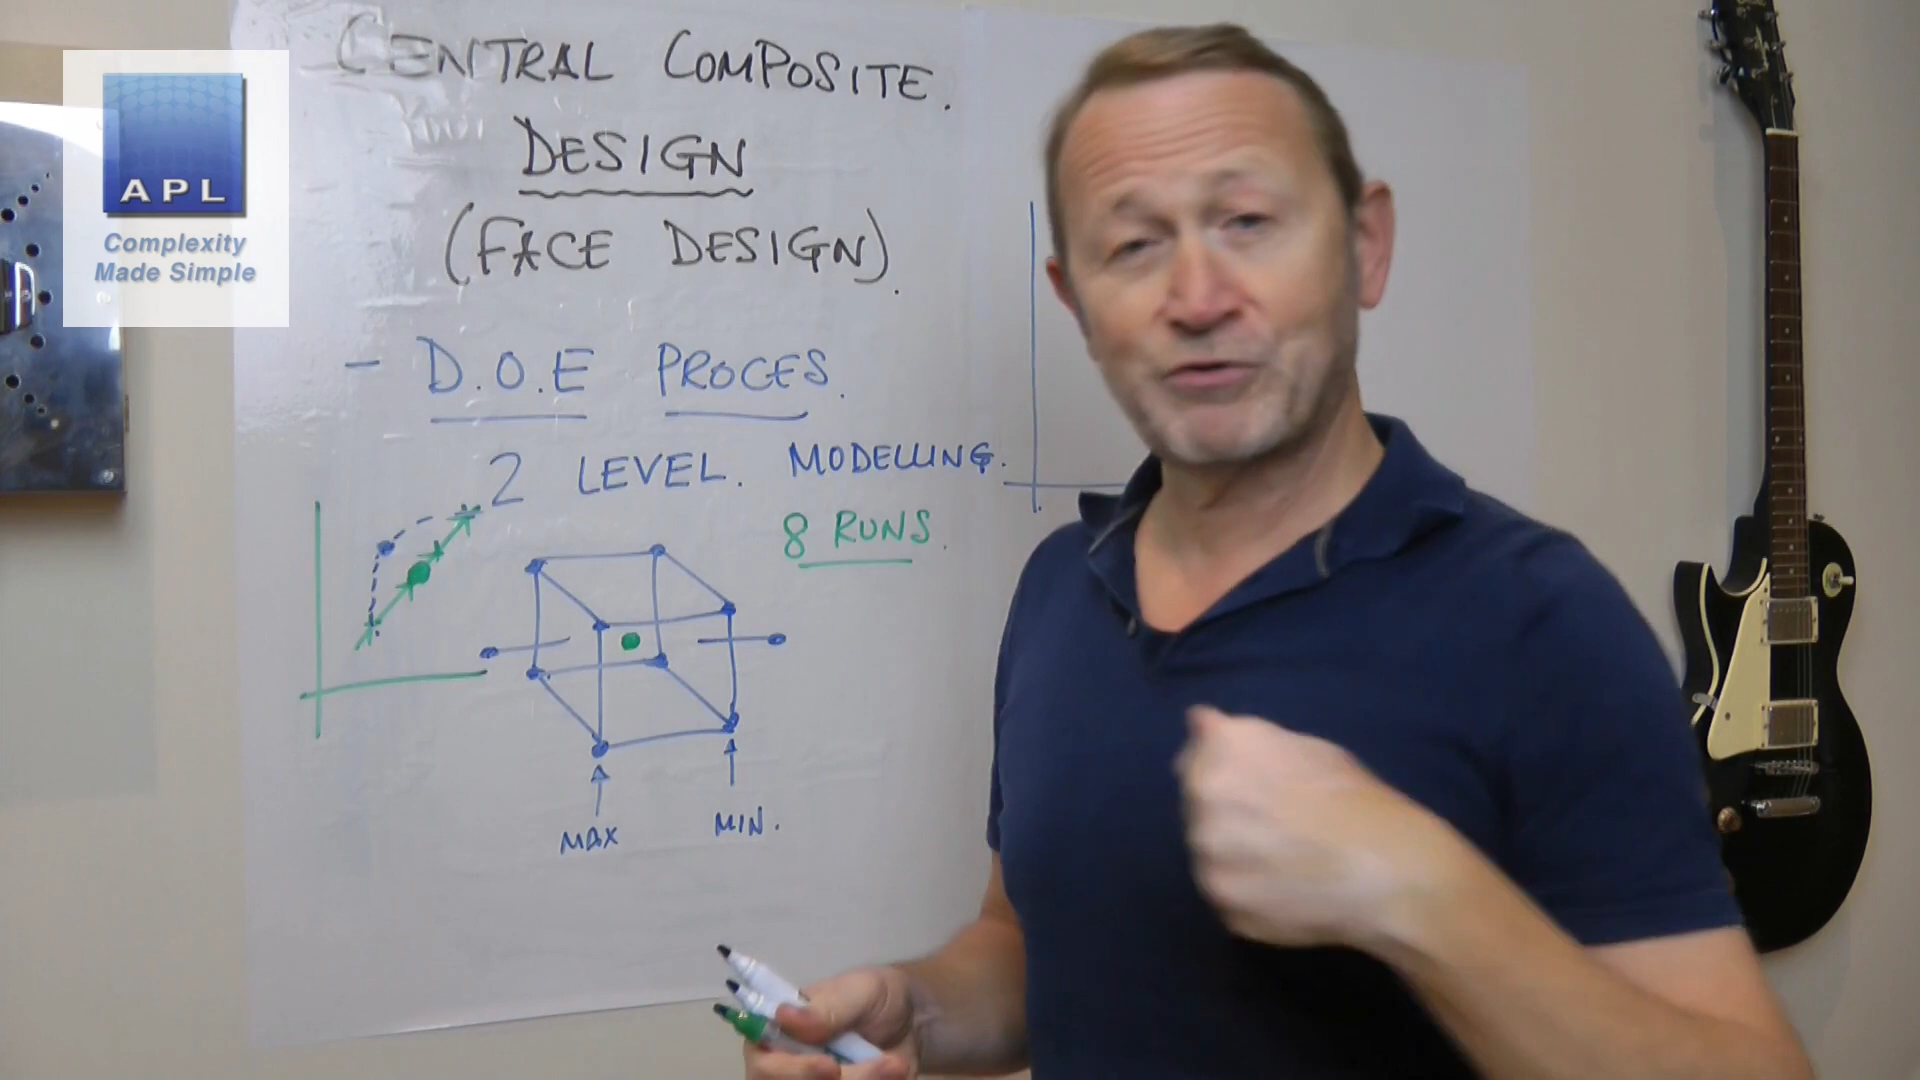 CENTRAL COMPOSITE.
DESIGN
(FACE DESIGN).
- D.O.E PROCES.
2 LEVEL. MODELLING.
8 RUNS.
MAX MIN.
APL
Complexity
Made Simple